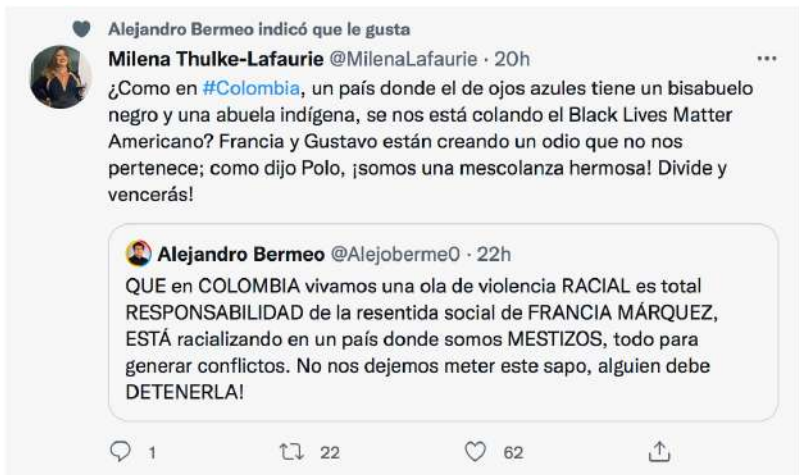 Alejandro Bermeo indicó que le gusta
Milena Thulke-Lafaurie @MilenaLafaurie · 20h
¿Como en #Colombia, un país donde el de ojos azules tiene un bisabuelo
negro y una abuela indígena, se nos está colando el Black Lives Matter
Americano? Francia y Gustavo están creando un odio que no nos
pertenece; como dijo Polo, ¡somos una mescolanza hermosa! Divide y
vencerás!
Alejandro Bermeo @Alejoberme0 · 22h
QUE en COLOMBIA vivamos una ola de violencia RACIAL es total
RESPONSABILIDAD de la resentida social de FRANCIA MÁRQUEZ,
ESTÁ racializando en un país donde somos MESTIZOS, todo para
generar conflictos. No nos dejemos meter este sapo, alguien debe
DETENERLA!
1 22 62